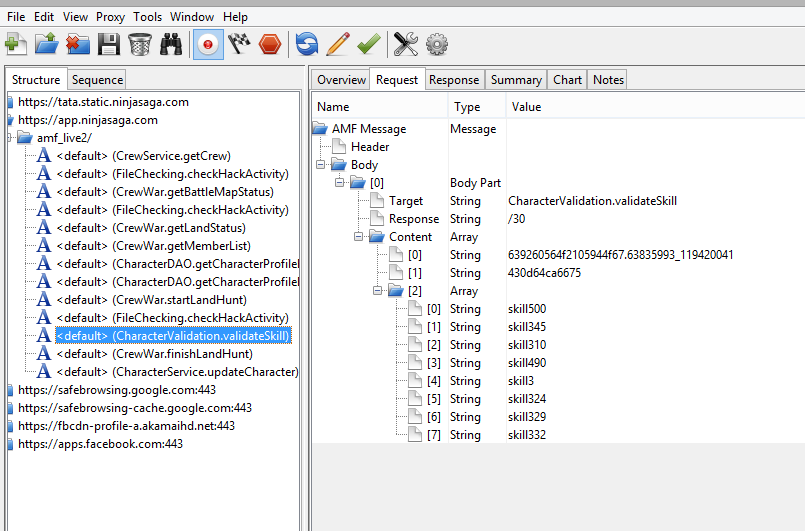 File Edit View Proxy Tools Window Help
Structure Sequence
https://tata.static.ninjasaga.com
https://app.ninjasaga.com
amf_live2/
<default> (CrewService.getCrew)
<default> (FileChecking.checkHackActivity)
<default> (CrewWar.getBattleMapStatus)
<default> (FileChecking.checkHackActivity)
<default> (CrewWar.getLandStatus)
<default> (CrewWar.getMemberList)
<default> (CharacterDAO.getCharacterProfile
<default> (CharacterDAO.getCharacterProfile
<default> (CrewWar.startLandHunt)
<default> (FileChecking.checkHackActivity)
<default> (CharacterValidation.validateSkill)
<default> (CrewWar.finishLandHunt)
<default> (CharacterService.updateCharacter)
https://safebrowsing.google.com:443
https://safebrowsing-cache.google.com:443
https://fbcdn-profile-a.akamaihd.net:443
https://apps.facebook.com:443
Overview Request Response Summary Chart Notes
Name Type Value
AMF Message Message
Header
Body
[0] Body Part
Target String CharacterValidation.validateSkill
Response String /30
Content Array
[0] String 639260564f2105944f67.63835993_119420041
[1] String 430d64ca6675
[2] Array
[0] String skill500
[1] String skill345
[2] String skill310
[3] String skill490
[4] String skill3
[5] String skill324
[6] String skill329
[7] String skill332